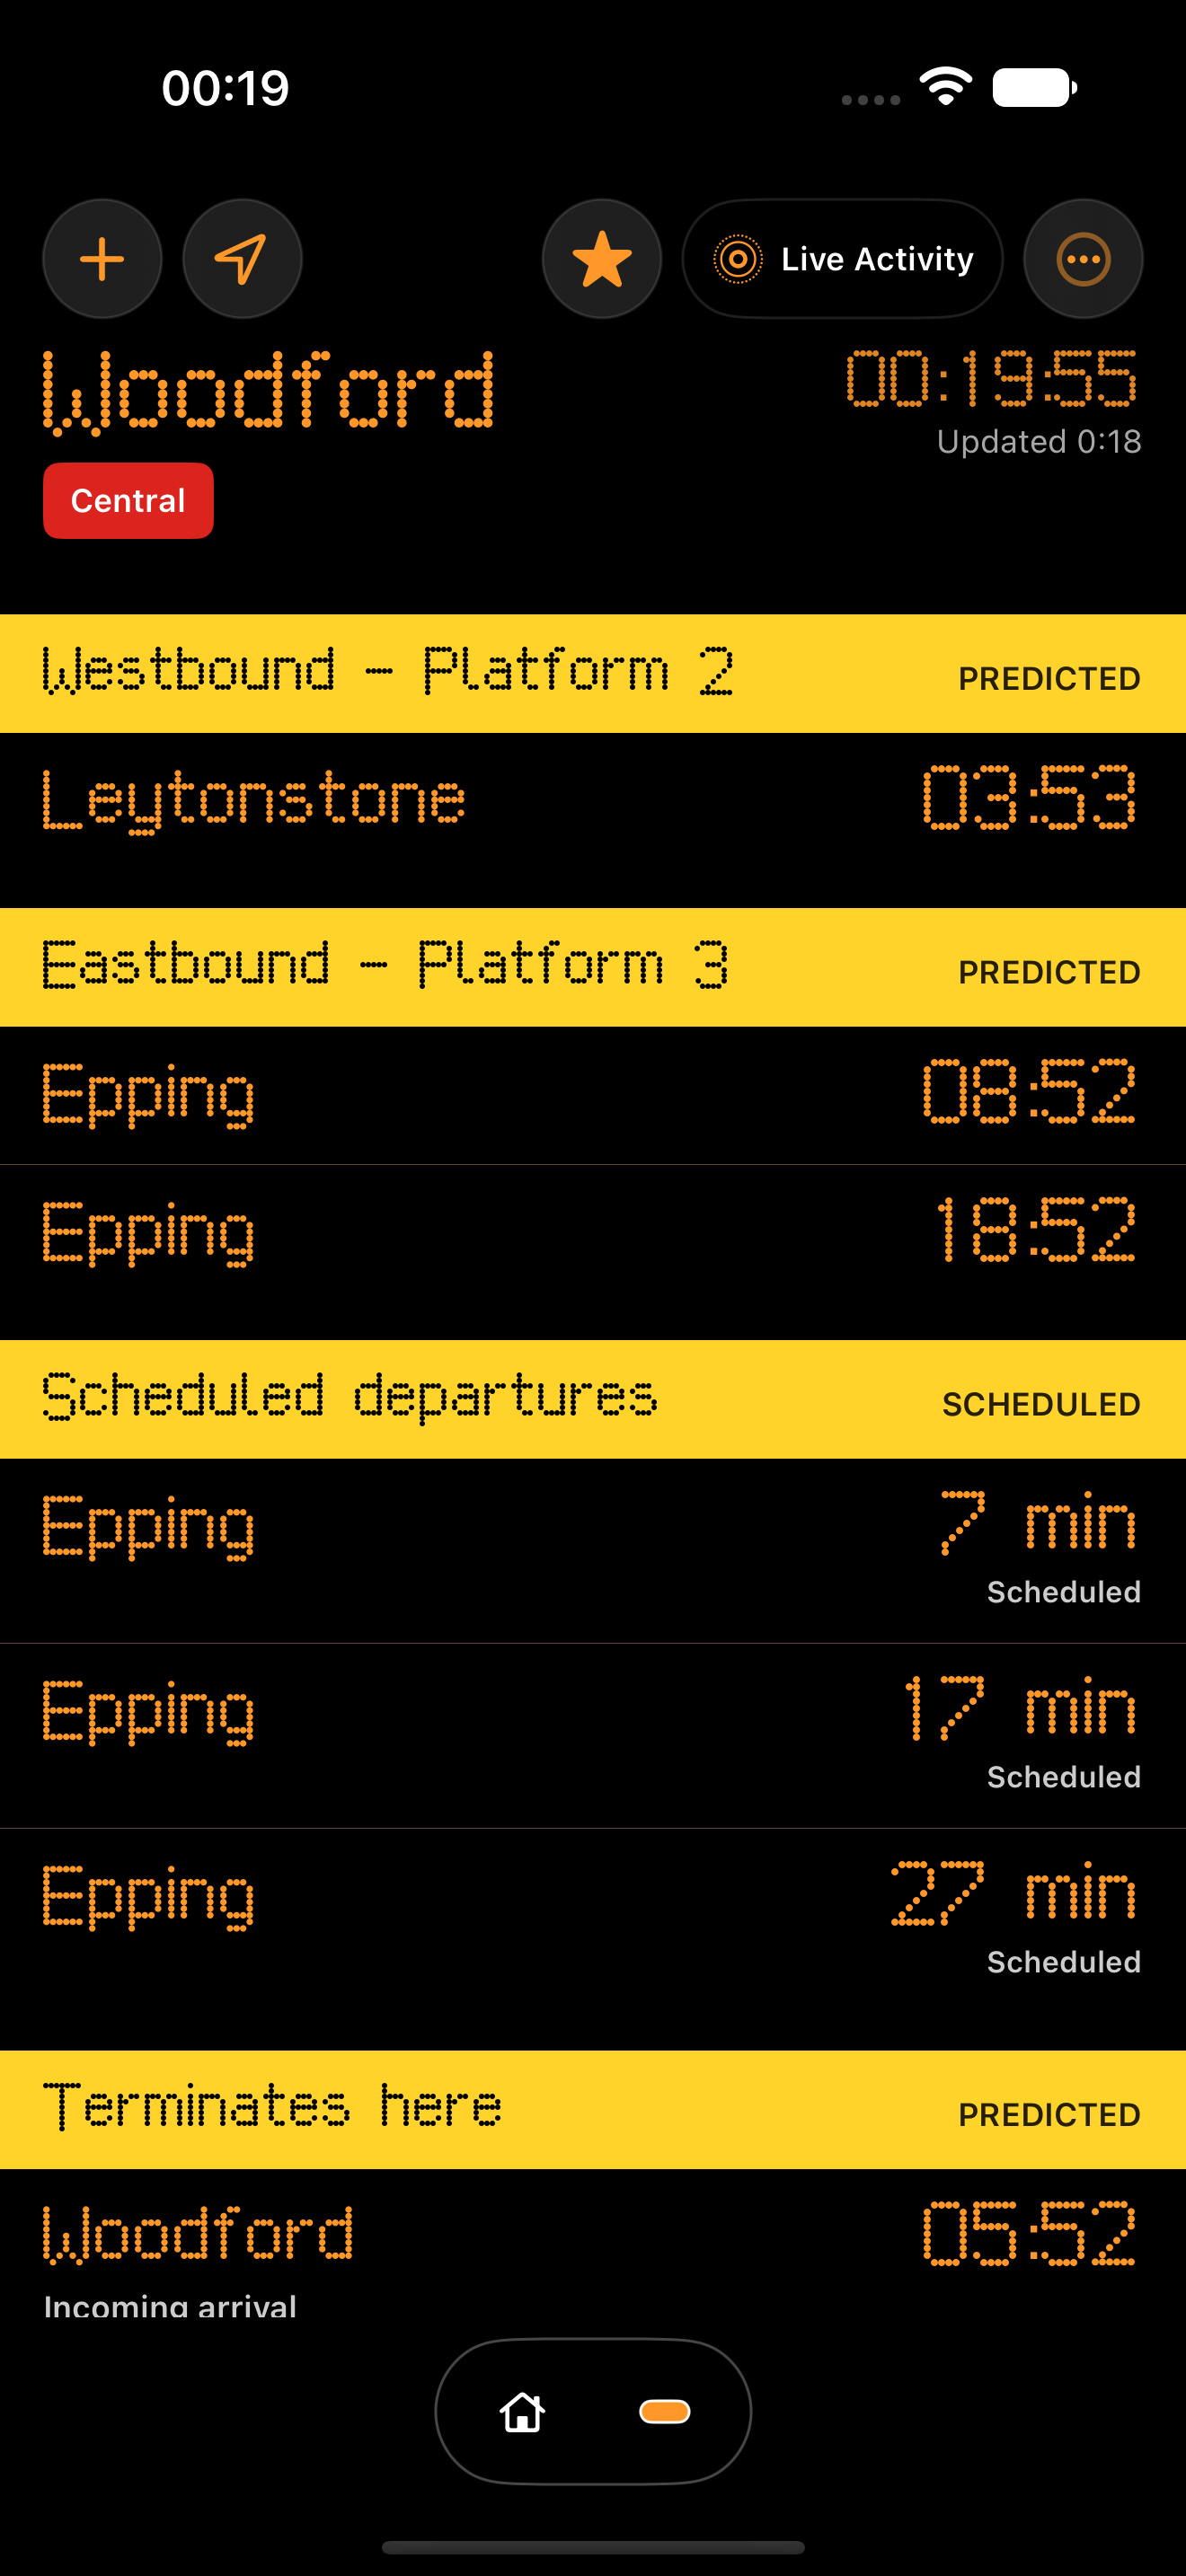 00:19
Live Activity
Woodford
00:19:55
Updated 0:18
Central
Westbound - Platform 2 PREDICTED
Leytonstone 03:53
Eastbound - Platform 3 PREDICTED
Epping 08:52
Epping 18:52
Scheduled departures SCHEDULED
Epping 7 min
Scheduled
Epping 17 min
Scheduled
Epping 27 min
Scheduled
Terminates here PREDICTED
Woodford 05:52
Incoming arrival